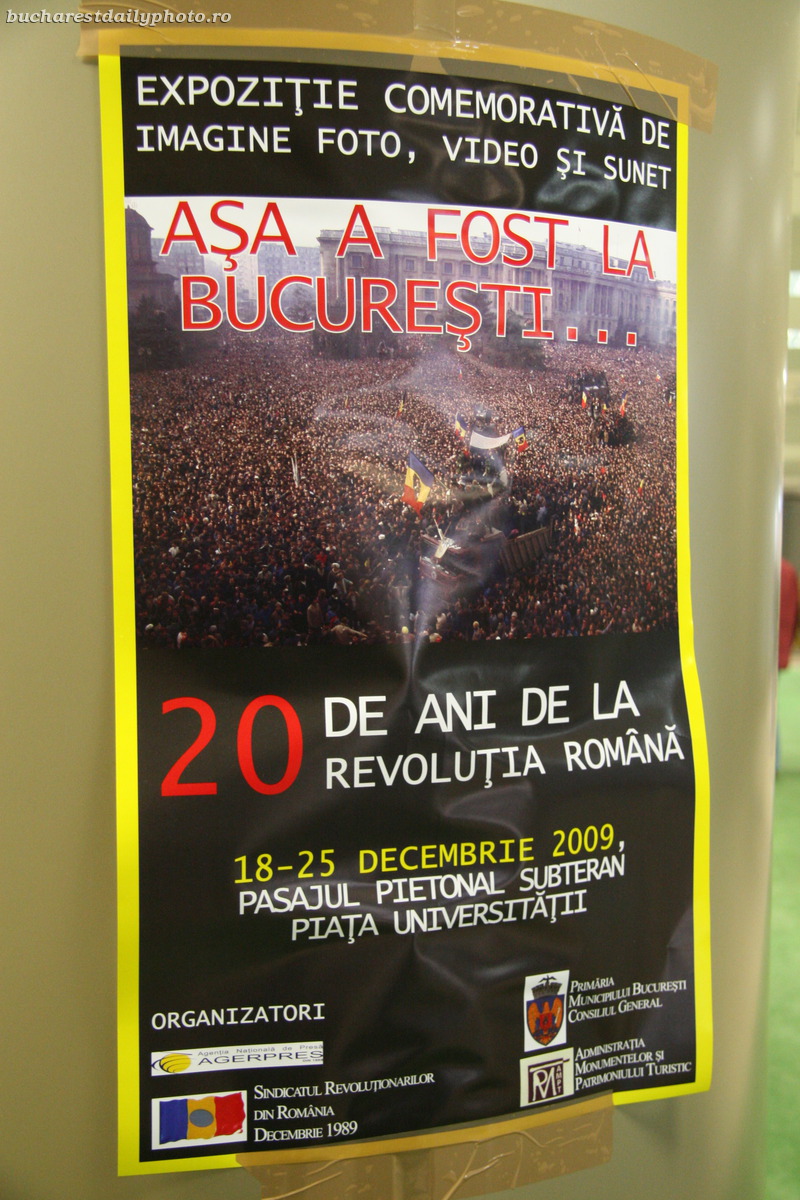 bucharestdailyphoto.ro
EXPOZIŢIE COMEMORATIVĂ DE
IMAGINE FOTO, VIDEO ŞI SUNET
AŞA A FOST LA
BUCUREŞTI...
20 DE ANI DE LA
REVOLUŢIA ROMÂNĂ
18-25 DECEMBRIE 2009,
PASAJUL PIETONAL SUBTERAN
PIAŢA UNIVERSITĂŢII
ORGANIZATORI
Agenţia Naţională de Presă
AGERPRES
SINDICATUL REVOLUŢIONARILOR
DIN ROMÂNIA
DECEMBRIE 1989
PRIMĂRIA
MUNICIPIULUI BUCUREŞTI
CONSILIUL GENERAL
AMPT
ADMINISTRAŢIA
MONUMENTELOR ŞI
PATRIMONIULUI TURISTIC